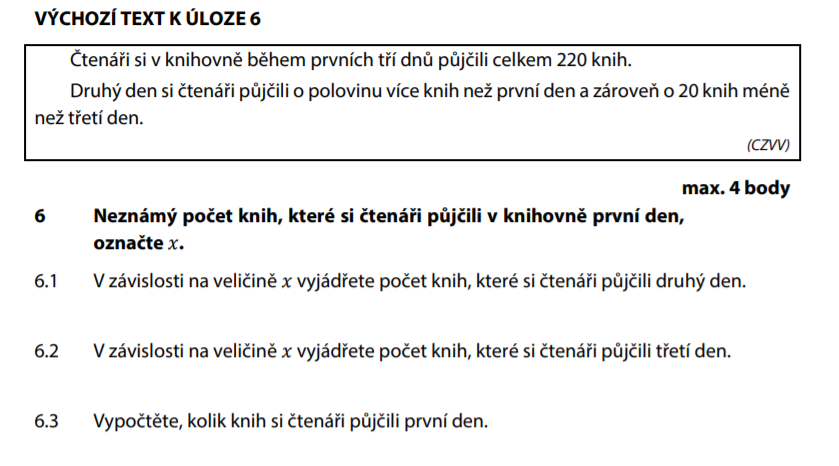 VÝCHOZÍ TEXT K ÚLOZE 6
Čtenáři si v knihovně během prvních tří dnů půjčili celkem 220 knih.
Druhý den si čtenáři půjčili o polovinu více knih než první den a zároveň o 20 knih méně
než třetí den.
(CZVV)
max. 4 body
6 Neznámý počet knih, které si čtenáři půjčili v knihovně první den,
označte x.
6.1 V závislosti na veličině x vyjádřete počet knih, které si čtenáři půjčili druhý den.
6.2 V závislosti na veličině x vyjádřete počet knih, které si čtenáři půjčili třetí den.
6.3 Vypočtěte, kolik knih si čtenáři půjčili první den.